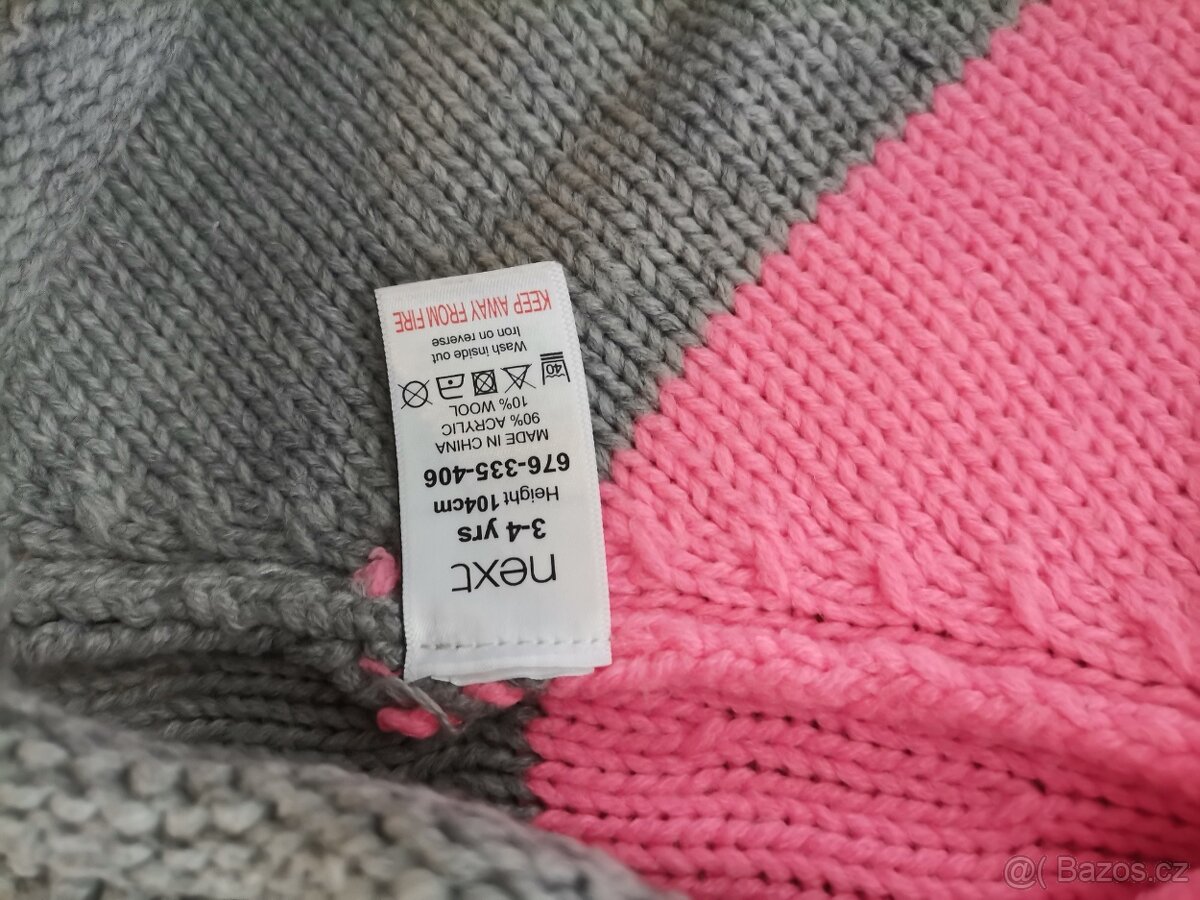 next
3-4 yrs
Height 104cm
676-335-406
MADE IN CHINA
90% ACRYLIC
10% WOOL
40
Wash inside out
Iron on reverse
KEEP AWAY FROM FIRE
@( Bazos.cz